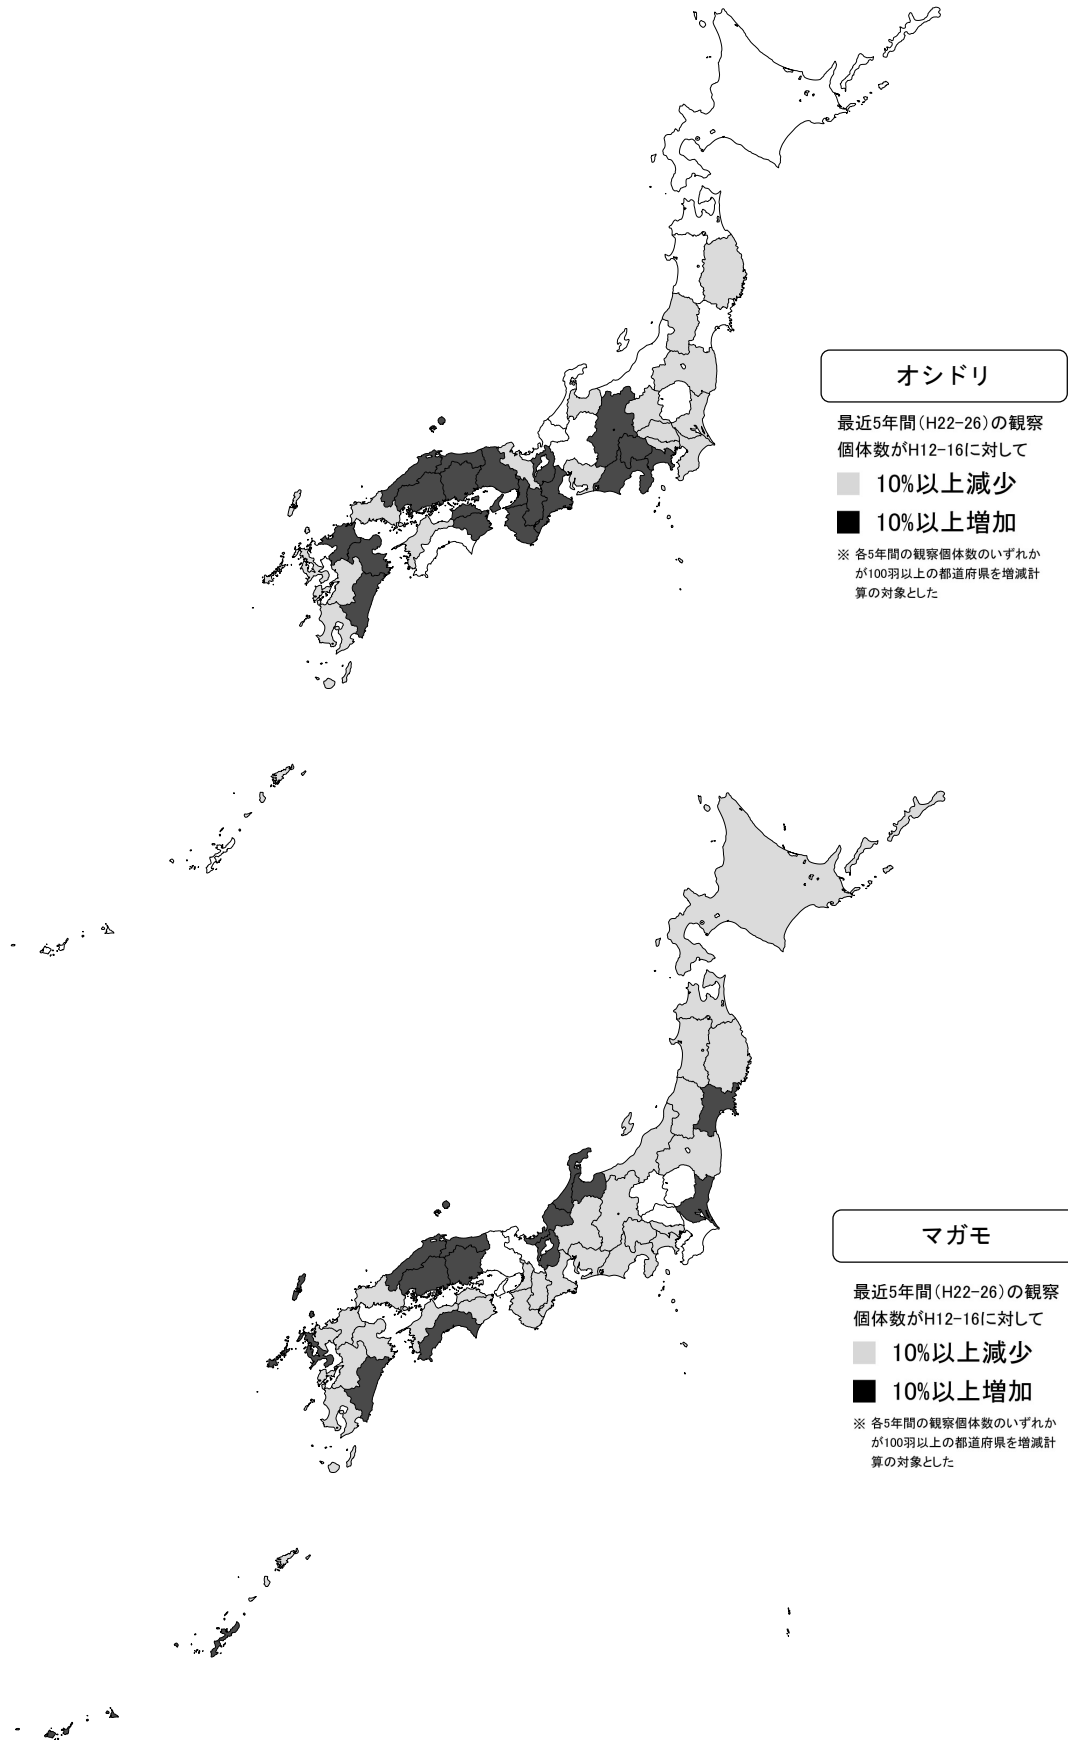 オシドリ
最近5年間(H22-26)の観察
個体数がH12-16に対して
10%以上減少
10%以上増加
※ 各5年間の観察個体数のいずれか
が100羽以上の都道府県を増減計
算の対象とした
マガモ
最近5年間(H22-26)の観察
個体数がH12-16に対して
10%以上減少
10%以上増加
※ 各5年間の観察個体数のいずれか
が100羽以上の都道府県を増減計
算の対象とした